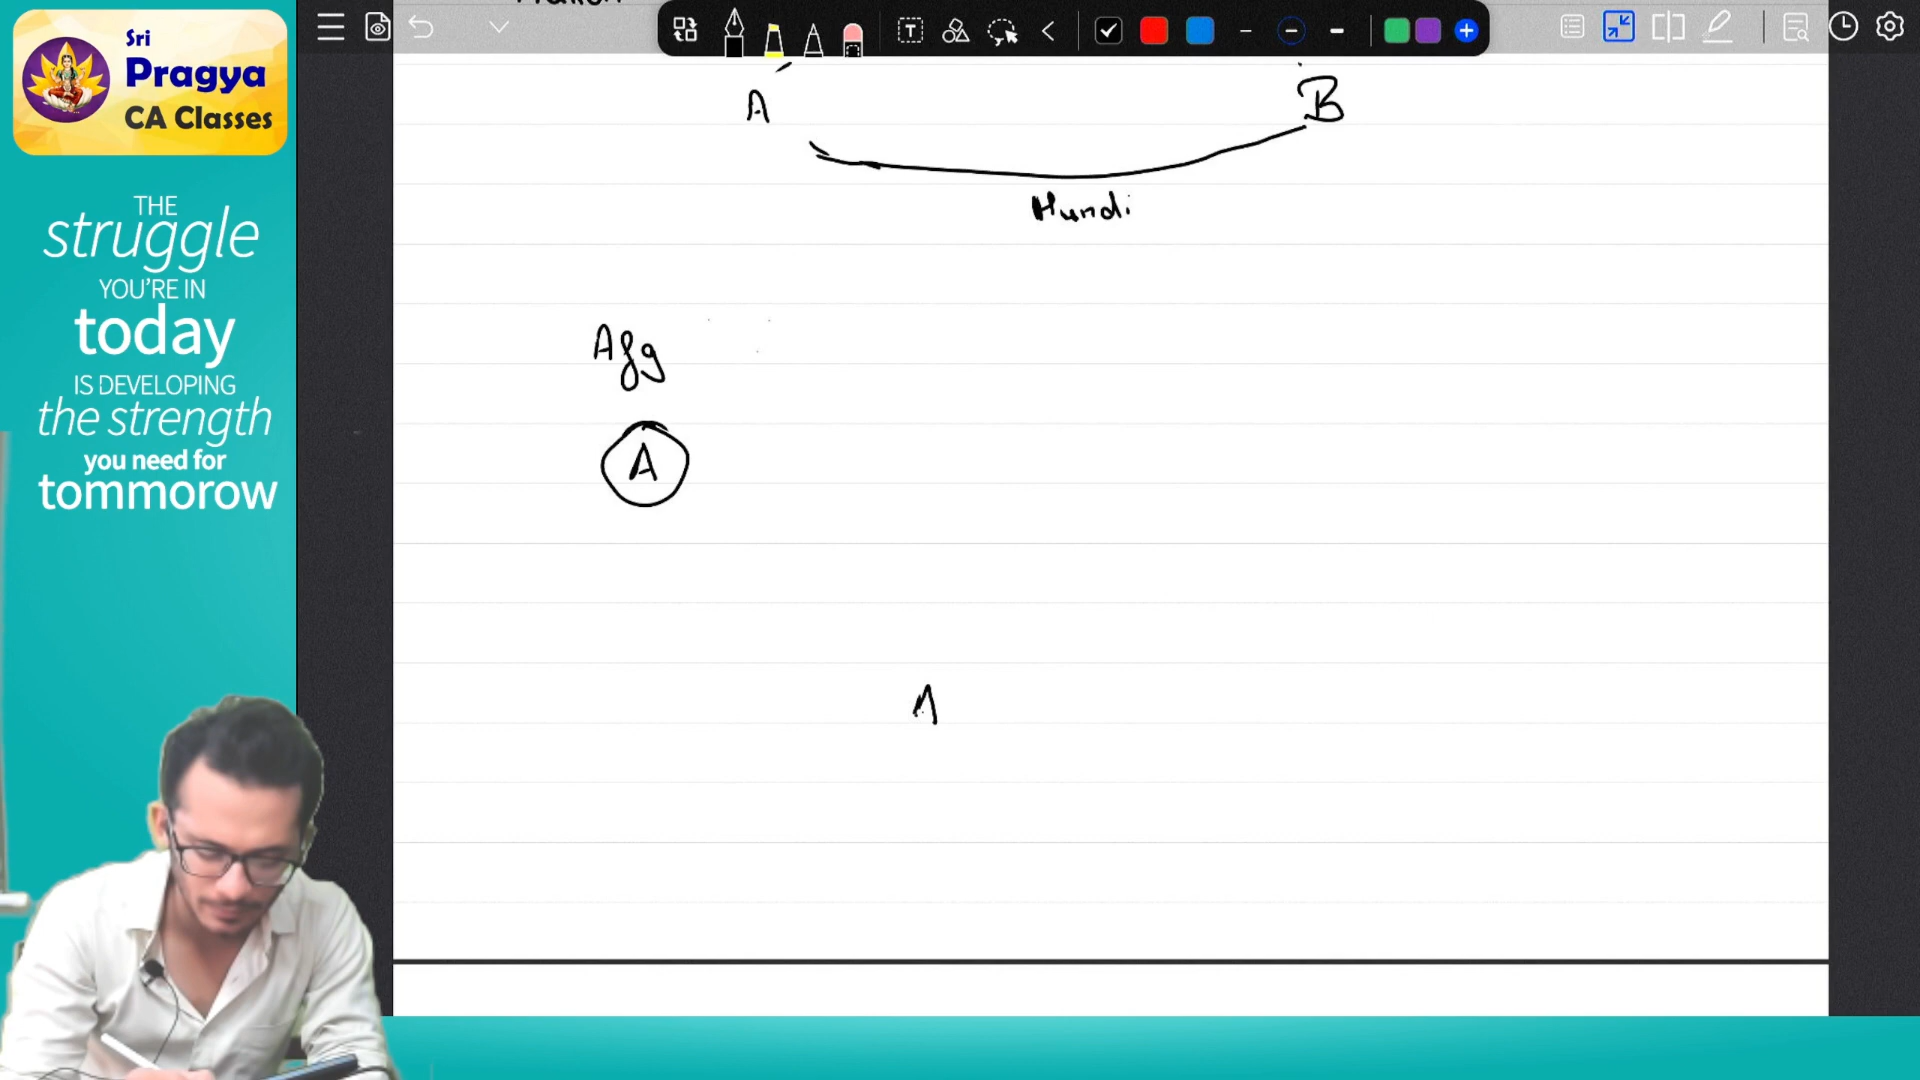 Sri
Pragya
CA Classes
THE
struggle
YOU'RE IN
today
IS DEVELOPING
the strength
you need for
tommorow
T
A
B
Hundi
Afg
A